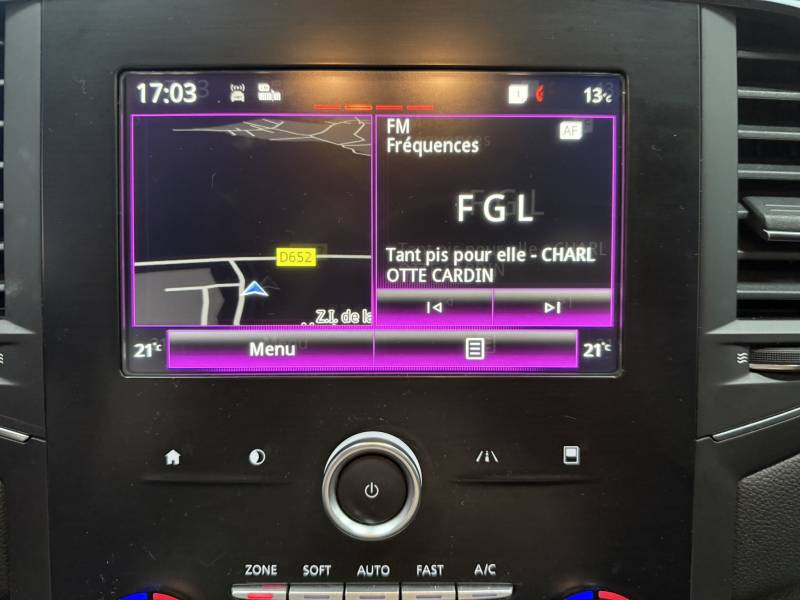 17:03
13°C
FM
AF
Fréquences
FGL
D652
Tant pis pour elle - CHARL
OTTE CARDIN
Z.I. de la
21°C
Menu
21°C
ZONE SOFT AUTO FAST A/C